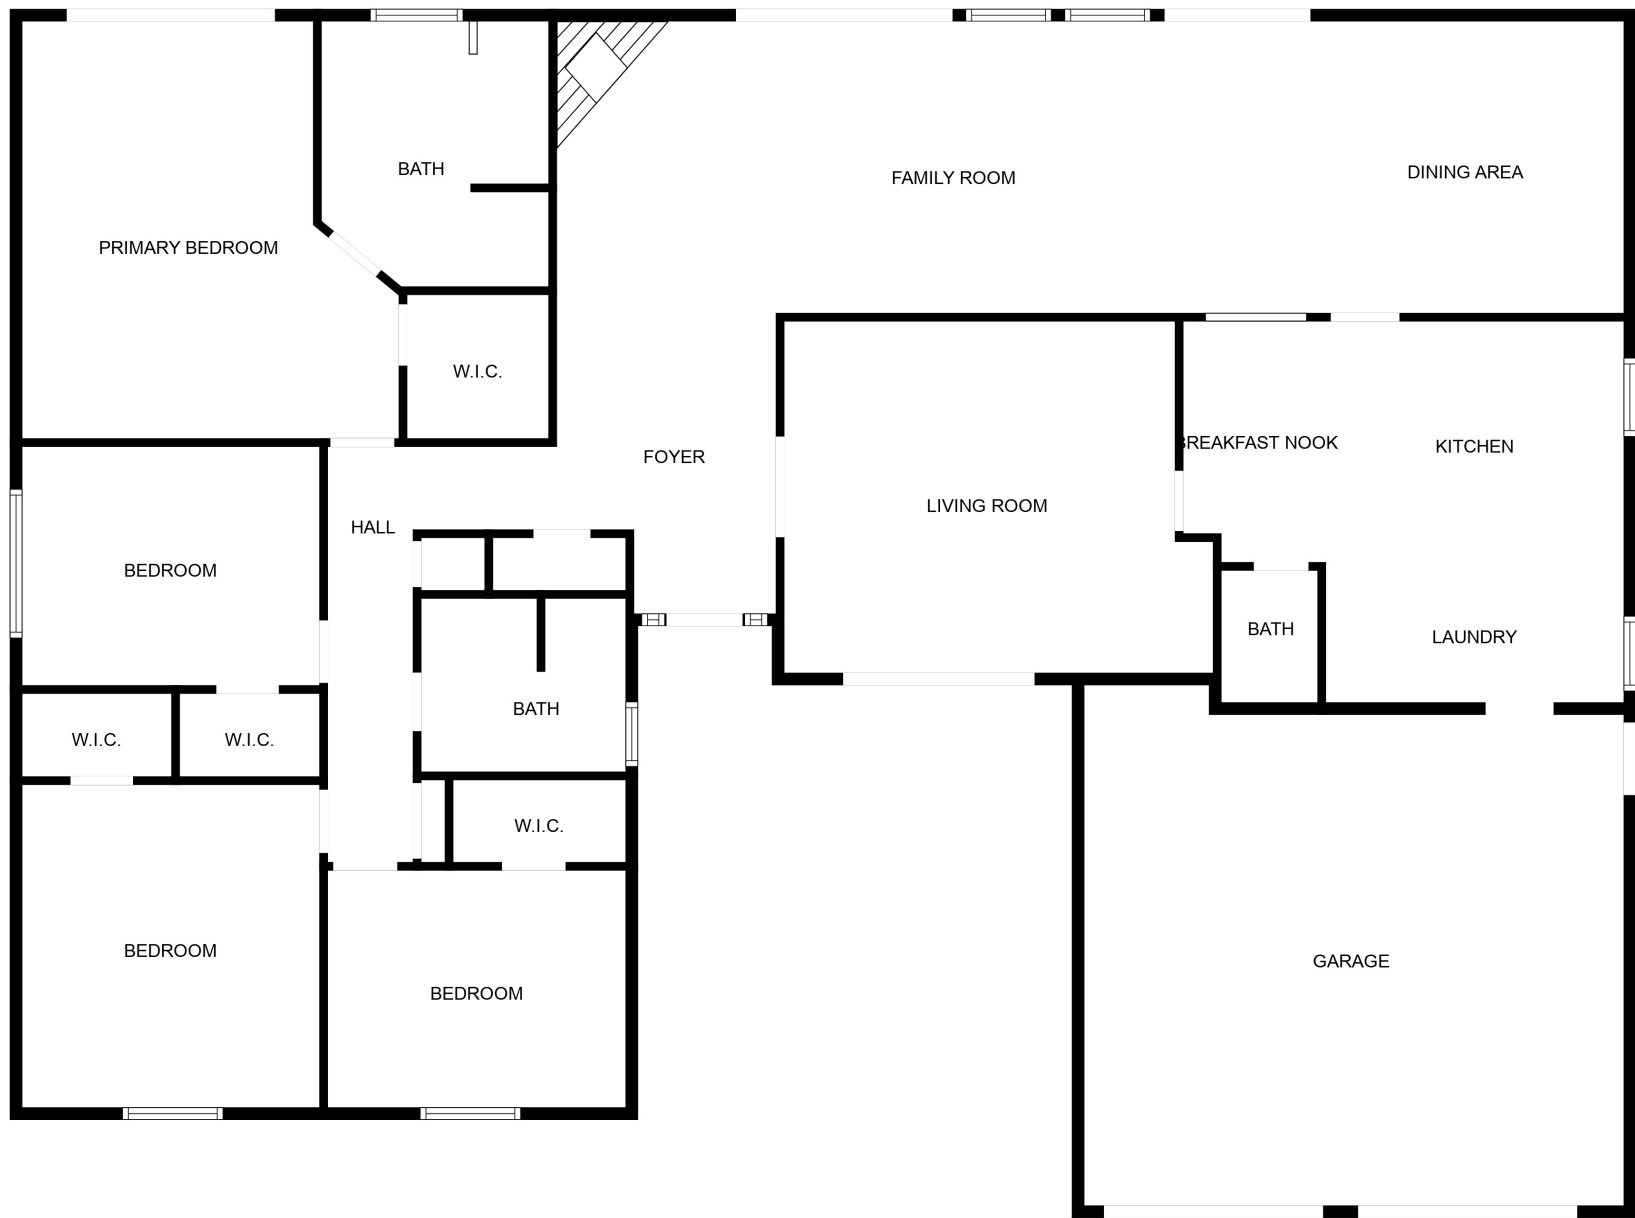 BATH
FAMILY ROOM
DINING AREA
PRIMARY BEDROOM
W.I.C.
BREAKFAST NOOK
KITCHEN
FOYER
LIVING ROOM
HALL
BEDROOM
BATH
LAUNDRY
BATH
W.I.C.
W.I.C.
W.I.C.
BEDROOM
GARAGE
BEDROOM